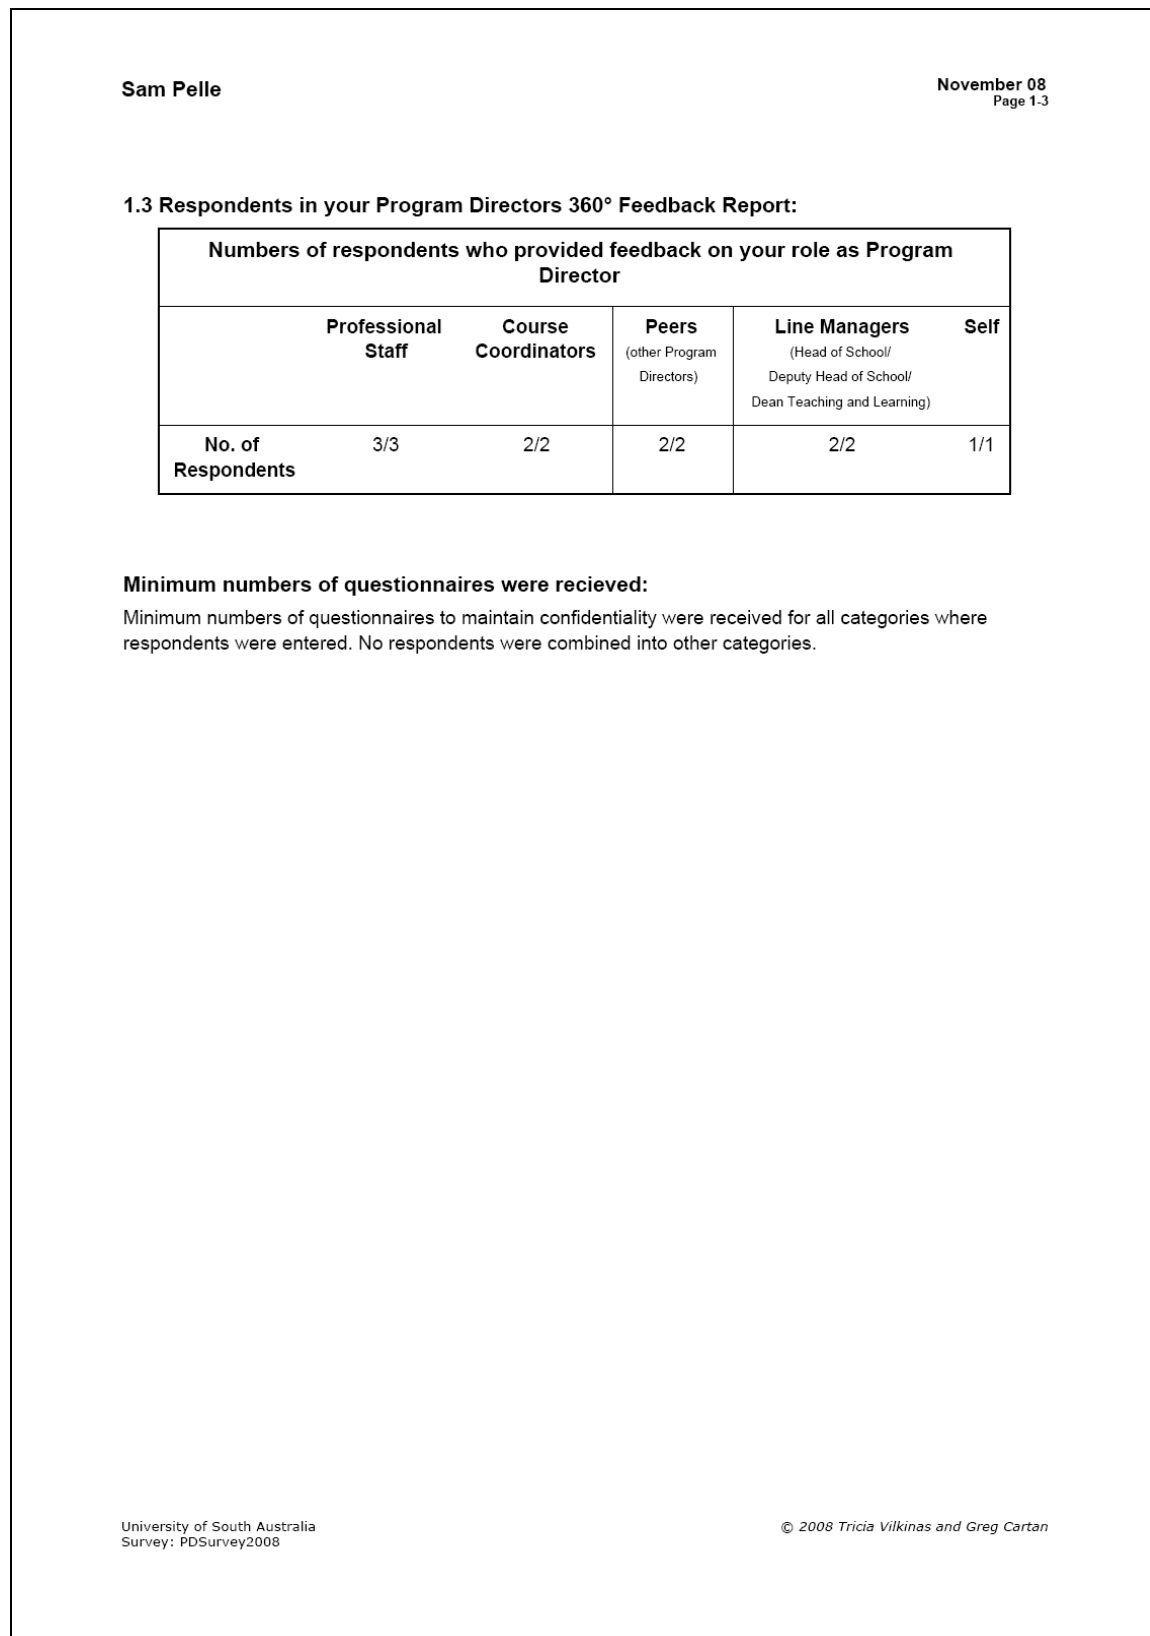 Sam Pelle
November 08
Page 1-3
1.3 Respondents in your Program Directors 360° Feedback Report:
Numbers of respondents who provided feedback on your role as Program
Director
Professional
Staff
Course
Coordinators
Peers
(other Program
Directors)
Line Managers
(Head of School/
Deputy Head of School/
Dean Teaching and Learning)
Self
No. of
Respondents
3/3
2/2
2/2
2/2
1/1
Minimum numbers of questionnaires were recieved:
Minimum numbers of questionnaires to maintain confidentiality were received for all categories where
respondents were entered. No respondents were combined into other categories.
University of South Australia
Survey: PDSurvey2008
© 2008 Tricia Vilkinas and Greg Cartan